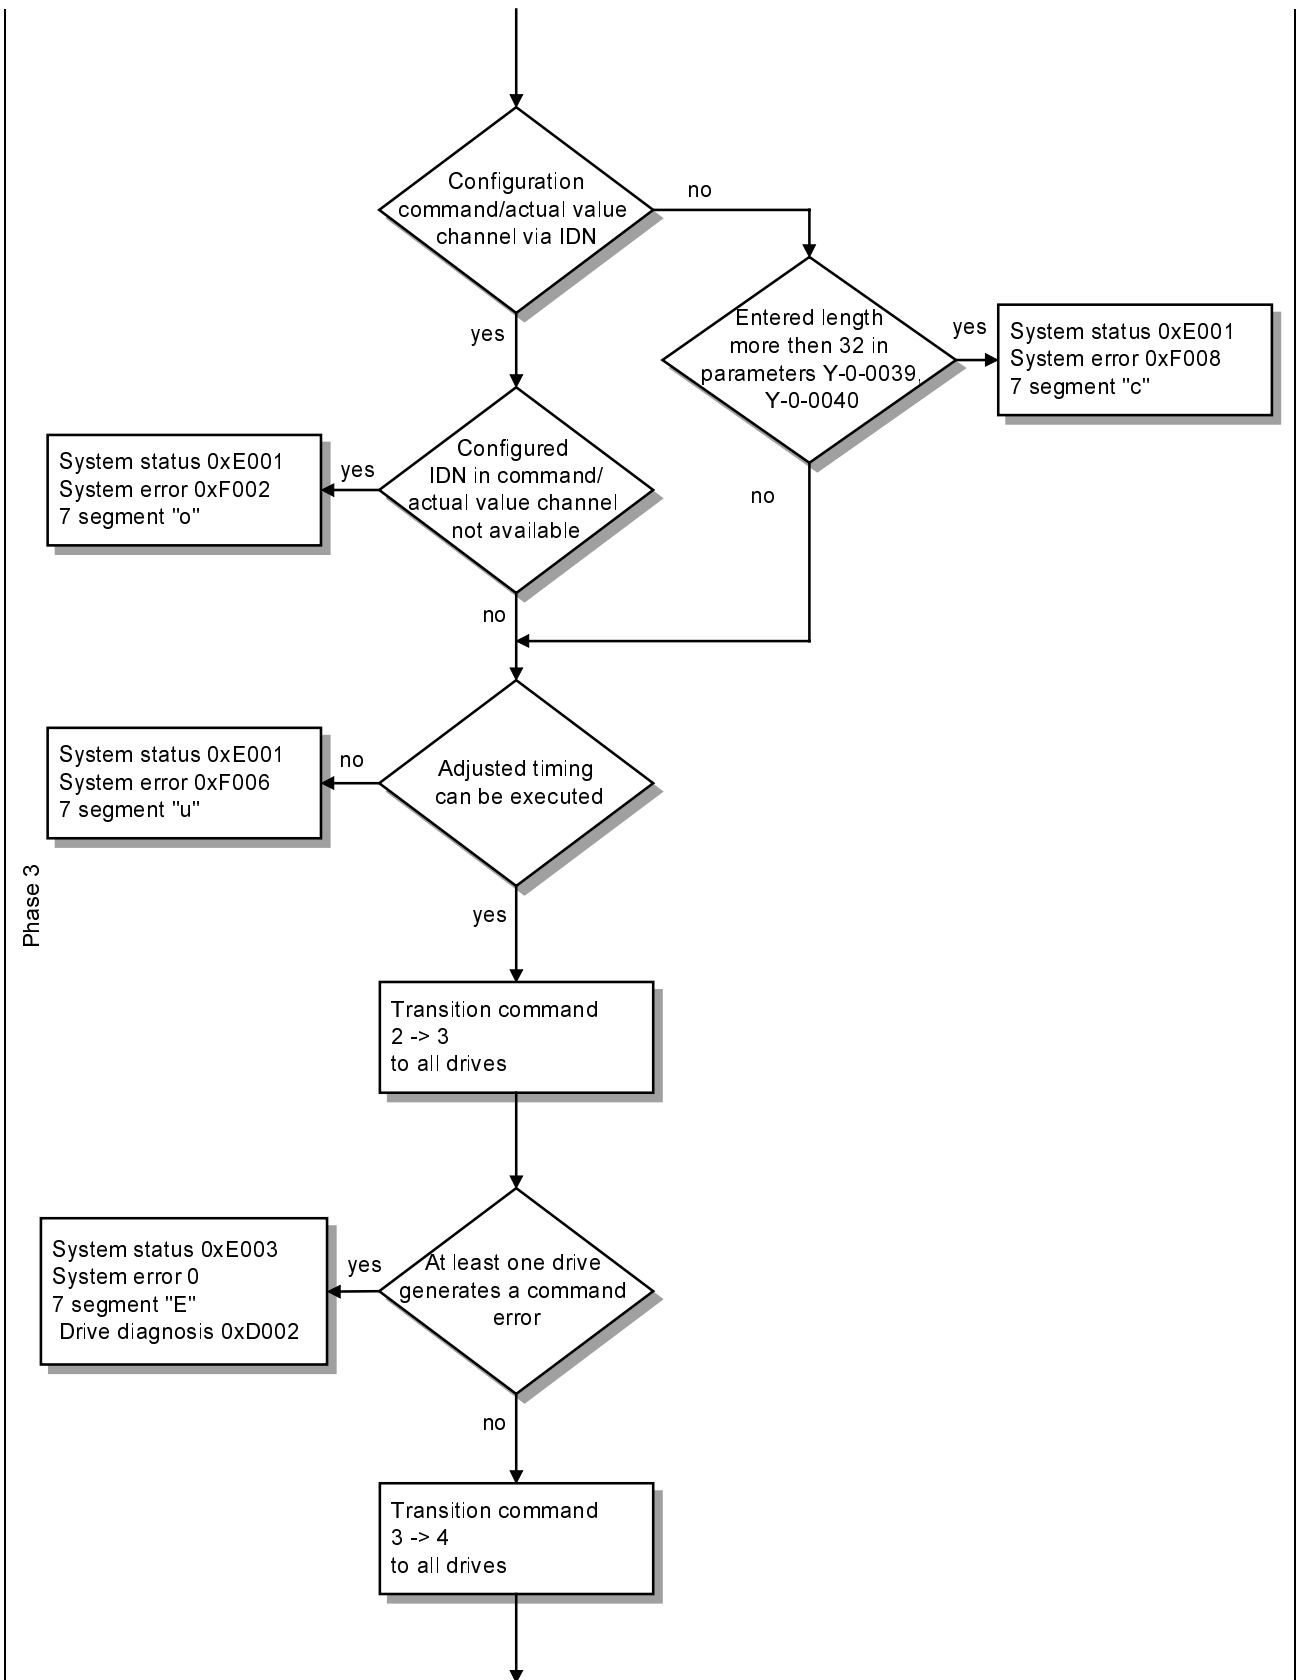 Configuration
command/actual value
channel via IDN
no
yes
Entered length
more then 32 in
parameters Y-0-0039,
Y-0-0040
yes
System status 0xE001
System error 0xF008
7 segment "c"
no
Configured
IDN in command/
actual value channel
not available
yes
System status 0xE001
System error 0xF002
7 segment "o"
no
Adjusted timing
can be executed
no
System status 0xE001
System error 0xF006
7 segment "u"
Phase 3
yes
Transition command
2 -> 3
to all drives
At least one drive
generates a command
error
yes
System status 0xE003
System error 0
7 segment "E"
Drive diagnosis 0xD002
no
Transition command
3 -> 4
to all drives